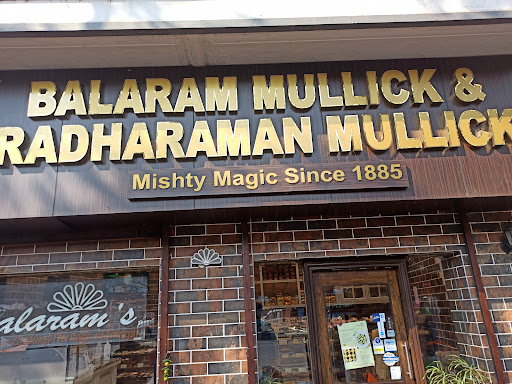 BALARAM MULLICK &
RADHARAMAN MULLICK
Mishty Magic Since 1885
alaram's